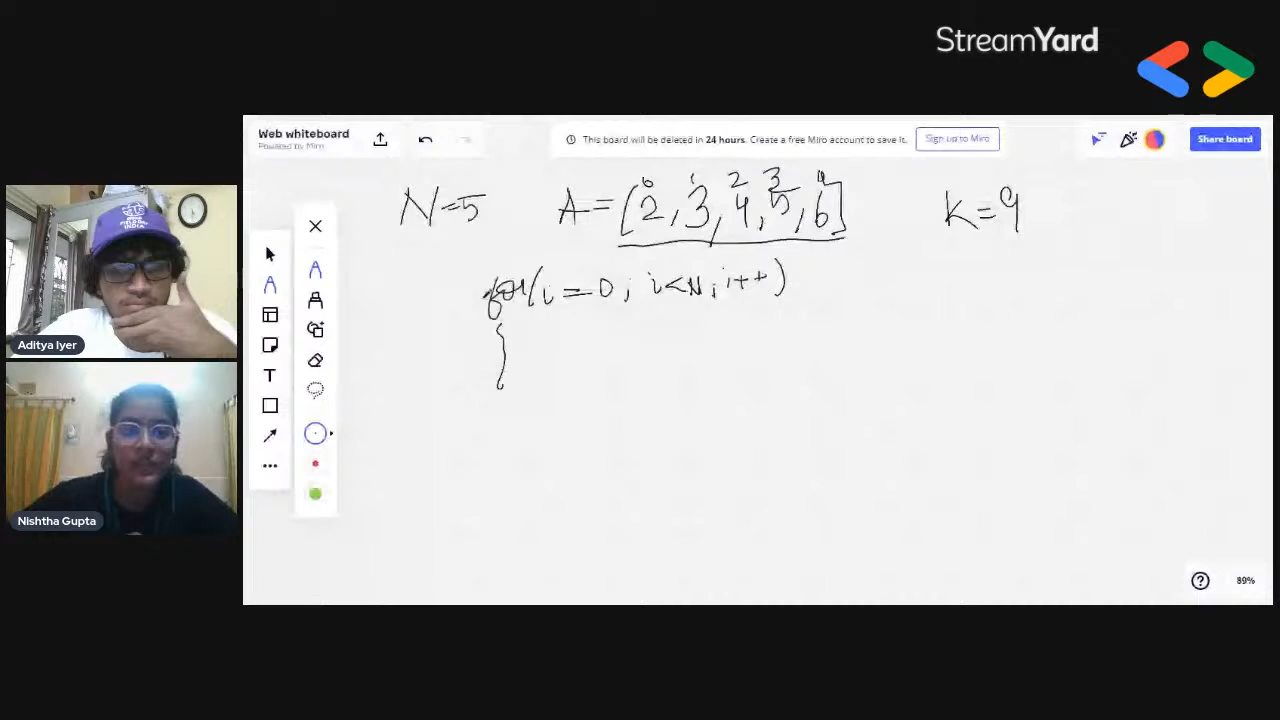 StreamYard
Web whiteboard
Powered by Miro
This board will be deleted in 24 hours. Create a free Miro account to save it.
Sign up to Miro
Share board
N=5 A=[2,3,4,5,6] K=9
0 1 2 3 4
for(i=0; i<N; i++)
{
T
Aditya Iyer
Nishtha Gupta
89%